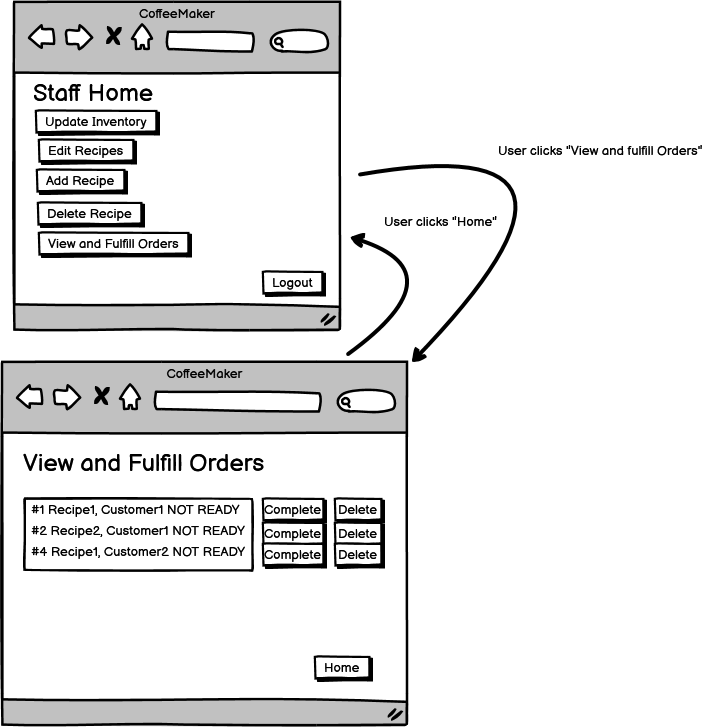 CoffeeMaker
Staff Home
Update Inventory
Edit Recipes
Add Recipe
Delete Recipe
View and Fulfill Orders
Logout
User clicks "View and fulfill Orders"
User clicks "Home"
CoffeeMaker
View and Fulfill Orders
#1 Recipe1, Customer1 NOT READY Complete Delete
#2 Recipe2, Customer1 NOT READY Complete Delete
#4 Recipe1, Customer2 NOT READY Complete Delete
Home